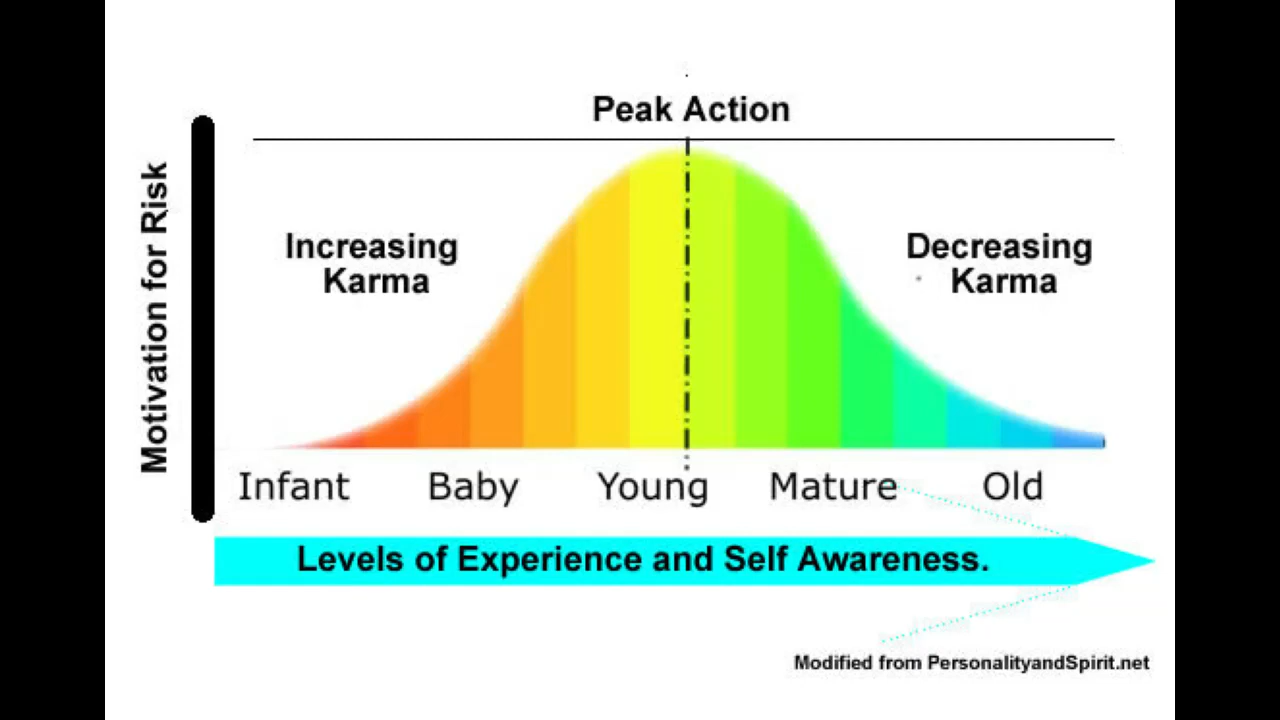 Peak Action
Motivation for Risk
Increasing
Karma
Decreasing
Karma
Infant Baby Young Mature Old
Levels of Experience and Self Awareness.
Modified from PersonalityandSpirit.net